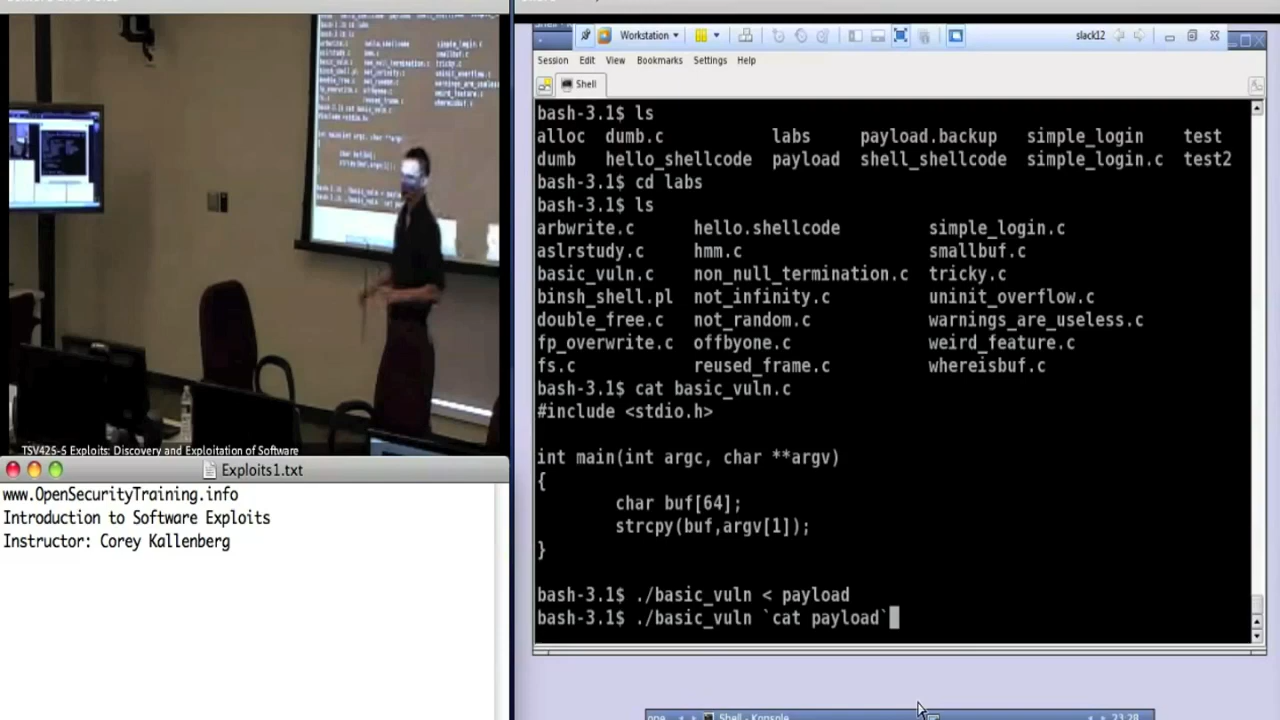 Workstation
slack12
Session Edit View Bookmarks Settings Help
Shell
bash-3.1$ ls
alloc dumb.c labs payload.backup simple_login test
dumb hello_shellcode payload shell_shellcode simple_login.c test2
bash-3.1$ cd labs
bash-3.1$ ls
arbwrite.c hello.shellcode simple_login.c
aslrstudy.c hmm.c smallbuf.c
basic_vuln.c non_null_termination.c tricky.c
binsh_shell.pl not_infinity.c uninit_overflow.c
double_free.c not_random.c warnings_are_useless.c
fp_overwrite.c offbyone.c weird_feature.c
fs.c reused_frame.c whereisbuf.c
bash-3.1$ cat basic_vuln.c
#include <stdio.h>
int main(int argc, char **argv)
{
char buf[64];
strcpy(buf,argv[1]);
}
bash-3.1$ ./basic_vuln < payload
bash-3.1$ ./basic_vuln `cat payload`
Shell - Konsole
23:28
TSV425-5 Exploits: Discovery and Exploitation of Software
Exploits1.txt
www.OpenSecurityTraining.info
Introduction to Software Exploits
Instructor: Corey Kallenberg